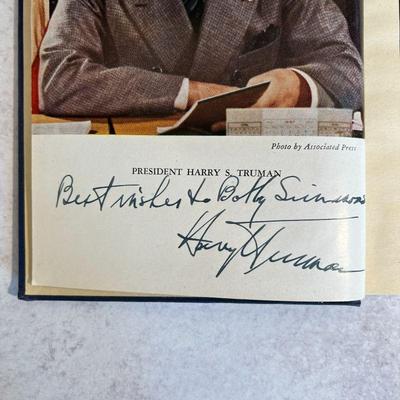 Photo by Associated Press
PRESIDENT HARRY S. TRUMAN
Best wishes to Betty Simmons
Harry Truman